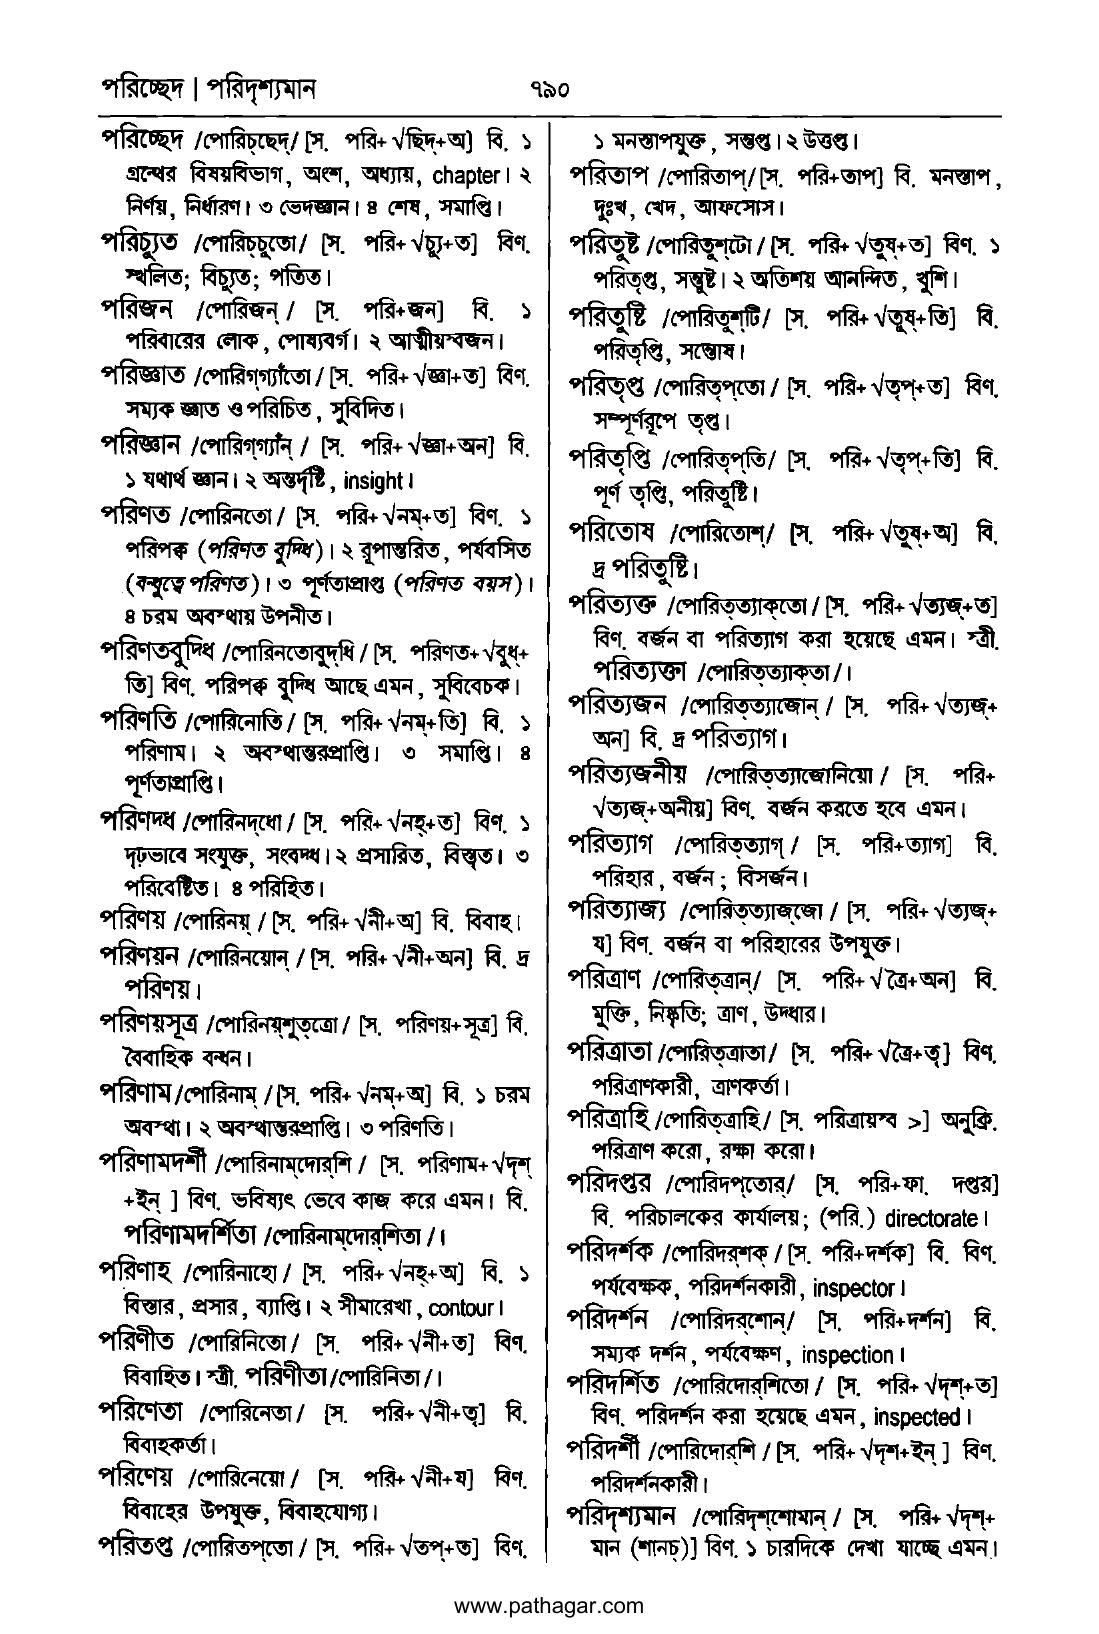 পরিচ্ছেদ | পরিদৃশ্যমান
৭৯০
পরিচ্ছেদ /পোরিচ্‌ছেদ্‌/ [স. পরি+√ছিদ্‌+অ] বি. ১
গ্রন্থের বিষয়বিভাগ, অংশ, অধ্যায়, chapter। ২
নির্ণয়, নির্ধারণ। ৩ ভেদজ্ঞান। ৪ শেষ, সমাপ্তি।
পরিচ্যুত /পোরিচ্‌চুতো/ [স. পরি+√চ্যু+ত] বিণ.
স্খলিত; বিচ্যুত; পতিত।
পরিজন /পোরিজন্‌/ [স. পরি+জন] বি. ১
পরিবারের লোক, পোষ্যবর্গ। ২ আত্মীয়স্বজন।
পরিজ্ঞাত /পোরিগ্‌গ্যাঁতো/ [স. পরি+√জ্ঞা+ত] বিণ.
সম্যক জ্ঞাত ও পরিচিত, সুবিদিত।
পরিজ্ঞান /পোরিগ্‌গ্যাঁন্‌/ [স. পরি+√জ্ঞা+অন] বি.
১ যথার্থ জ্ঞান। ২ অন্তর্দৃষ্টি, insight।
পরিণত /পোরিনতো/ [স. পরি+√নম্‌+ত] বিণ. ১
পরিপক্ব (পরিণত বুদ্ধি)। ২ রূপান্তরিত, পর্যবসিত
(বন্ধুত্বে পরিণত)। ৩ পূর্ণতাপ্রাপ্ত (পরিণত বয়স)।
৪ চরম অবস্থায় উপনীত।
পরিণতবুদ্ধি /পোরিনতোবুদ্‌ধি/ [স. পরিণত+√বুধ্‌+
তি] বিণ. পরিপক্ব বুদ্ধি আছে এমন, সুবিবেচক।
পরিণতি /পোরিনোতি/ [স. পরি+√নম্‌+তি] বি. ১
পরিণাম। ২ অবস্থান্তরপ্রাপ্তি। ৩ সমাপ্তি। ৪
পূর্ণতাপ্রাপ্তি।
পরিণদ্ধ /পোরিনদ্‌ধো/ [স. পরি+√নহ্‌+ত] বিণ. ১
দৃঢ়ভাবে সংযুক্ত, সংবদ্ধ। ২ প্রসারিত, বিস্তৃত। ৩
পরিবেষ্টিত। ৪ পরিহিত।
পরিণয় /পোরিনয়্‌/ [স. পরি+√নী+অ] বি. বিবাহ।
পরিণয়ন /পোরিনয়োন্‌/ [স. পরি+√নী+অন] বি. দ্র
পরিণয়।
পরিণয়সূত্র /পোরিনয়্‌শুত্‌ত্রো/ [স. পরিণয়+সূত্র] বি.
বৈবাহিক বন্ধন।
পরিণাম /পোরিনাম্‌/ [স. পরি+√নম্‌+অ] বি. ১ চরম
অবস্থা। ২ অবস্থান্তরপ্রাপ্তি। ৩ পরিণতি।
পরিণামদর্শী /পোরিনাম্‌দোর্‌শি/ [স. পরিণাম+√দৃশ্‌
+ইন্‌] বিণ. ভবিষ্যৎ ভেবে কাজ করে এমন। বি.
পরিণামদর্শিতা /পোরিনাম্‌দোর্‌শিতা/।
পরিণাহ /পোরিনাহো/ [স. পরি+√নহ্‌+অ] বি. ১
বিস্তার, প্রসার, ব্যাপ্তি। ২ সীমারেখা, contour।
পরিণীত /পোরিনিতো/ [স. পরি+√নী+ত] বিণ.
বিবাহিত। স্ত্রী. পরিণীতা /পোরিনিতা/।
পরিণেতা /পোরিনেতা/ [স. পরি+√নী+তৃ] বি.
বিবাহকর্তা।
পরিণেয় /পোরিনেয়ো/ [স. পরি+√নী+য] বিণ.
বিবাহের উপযুক্ত, বিবাহযোগ্য।
পরিতপ্ত /পোরিতপ্‌তো/ [স. পরি+√তপ্‌+ত] বিণ.
১ মনস্তাপযুক্ত, সন্তপ্ত। ২ উত্তপ্ত।
পরিতাপ /পোরিতাপ্‌/ [স. পরি+তাপ] বি. মনস্তাপ,
দুঃখ, খেদ, আফসোস।
পরিতুষ্ট /পোরিতুশ্‌টো/ [স. পরি+√তুষ্‌+ত] বিণ. ১
পরিতৃপ্ত, সন্তুষ্ট। ২ অতিশয় আনন্দিত, খুশি।
পরিতুষ্টি /পোরিতুশ্‌টি/ [স. পরি+√তুষ্‌+তি] বি.
পরিতৃপ্তি, সন্তোষ।
পরিতৃপ্ত /পোরিতৃপ্‌তো/ [স. পরি+√তৃপ্‌+ত] বিণ.
সম্পূর্ণরূপে তৃপ্ত।
পরিতৃপ্তি /পোরিতৃপ্‌তি/ [স. পরি+√তৃপ্‌+তি] বি.
পূর্ণ তৃপ্তি, পরিতুষ্টি।
পরিতোষ /পোরিতোশ্‌/ [স. পরি+√তুষ্‌+অ] বি.
দ্র পরিতুষ্টি।
পরিত্যক্ত /পোরিত্‌ত্যাক্‌তো/ [স. পরি+√ত্যজ্‌+ত]
বিণ. বর্জন বা পরিত্যাগ করা হয়েছে এমন। স্ত্রী.
পরিত্যক্তা /পোরিত্‌ত্যাক্‌তা/।
পরিত্যজন /পোরিত্‌ত্যাজোন্‌/ [স. পরি+√ত্যজ্‌+
অন] বি. দ্র পরিত্যাগ।
পরিত্যজনীয় /পোরিত্‌ত্যাজোনিয়ো/ [স. পরি+
√ত্যজ্‌+অনীয়] বিণ. বর্জন করতে হবে এমন।
পরিত্যাগ /পোরিত্‌ত্যাগ্‌/ [স. পরি+ত্যাগ] বি.
পরিহার, বর্জন; বিসর্জন।
পরিত্যাজ্য /পোরিত্‌ত্যাজ্‌জো/ [স. পরি+√ত্যজ্‌+
য] বিণ. বর্জন বা পরিহারের উপযুক্ত।
পরিত্রাণ /পোরিত্‌ত্রান্‌/ [স. পরি+√ত্রৈ+অন] বি.
মুক্তি, নিষ্কৃতি; ত্রাণ, উদ্ধার।
পরিত্রাতা /পোরিত্‌ত্রাতা/ [স. পরি+√ত্রৈ+তৃ] বিণ.
পরিত্রাণকারী, ত্রাণকর্তা।
পরিত্রাহি /পোরিত্‌ত্রাহি/ [স. পরিত্রায়স্ব >] অনুক্রি.
পরিত্রাণ করো, রক্ষা করো।
পরিদপ্তর /পোরিদপ্‌তোর্‌/ [স. পরি+ফা. দপ্তর]
বি. পরিচালকের কার্যালয়; (পরি.) directorate।
পরিদর্শক /পোরিদর্‌শক্‌/ [স. পরি+দর্শক] বি. বিণ.
পর্যবেক্ষক, পরিদর্শনকারী, inspector।
পরিদর্শন /পোরিদর্‌শোন্‌/ [স. পরি+দর্শন] বি.
সম্যক দর্শন, পর্যবেক্ষণ, inspection।
পরিদর্শিত /পোরিদোর্‌শিতো/ [স. পরি+√দৃশ্‌+ত]
বিণ. পরিদর্শন করা হয়েছে এমন, inspected।
পরিদর্শী /পোরিদোর্‌শি/ [স. পরি+√দৃশ্‌+ইন্‌] বিণ.
পরিদর্শনকারী।
পরিদৃশ্যমান /পোরিদৃশ্‌শোমান্‌/ [স. পরি+√দৃশ্‌+
মান (শানচ্‌)] বিণ. ১ চারদিকে দেখা যাচ্ছে এমন।
www.pathagar.com